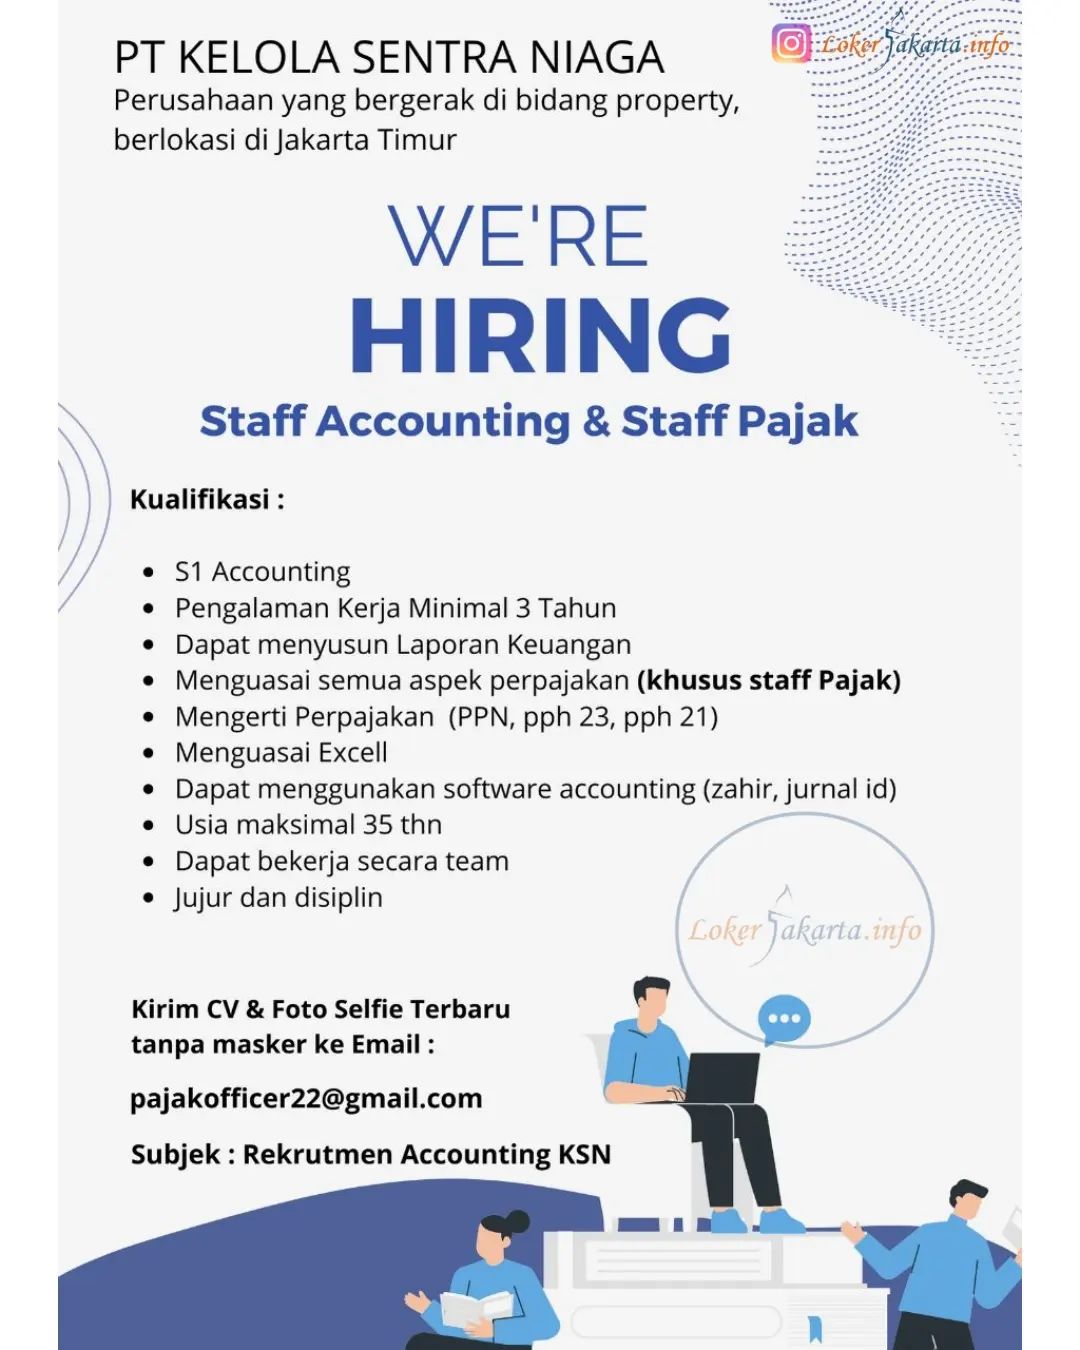 PT KELOLA SENTRA NIAGA
Loker Jakarta.info
Perusahaan yang bergerak di bidang property,
berlokasi di Jakarta Timur
WE'RE
HIRING
Staff Accounting & Staff Pajak
Kualifikasi :
• S1 Accounting
• Pengalaman Kerja Minimal 3 Tahun
• Dapat menyusun Laporan Keuangan
• Menguasai semua aspek perpajakan (khusus staff Pajak)
• Mengerti Perpajakan (PPN, pph 23, pph 21)
• Menguasai Excell
• Dapat menggunakan software accounting (zahir, jurnal id)
• Usia maksimal 35 thn
• Dapat bekerja secara team
• Jujur dan disiplin
Loker Jakarta.info
Kirim CV & Foto Selfie Terbaru
tanpa masker ke Email :
pajakofficer22@gmail.com
Subjek : Rekrutmen Accounting KSN